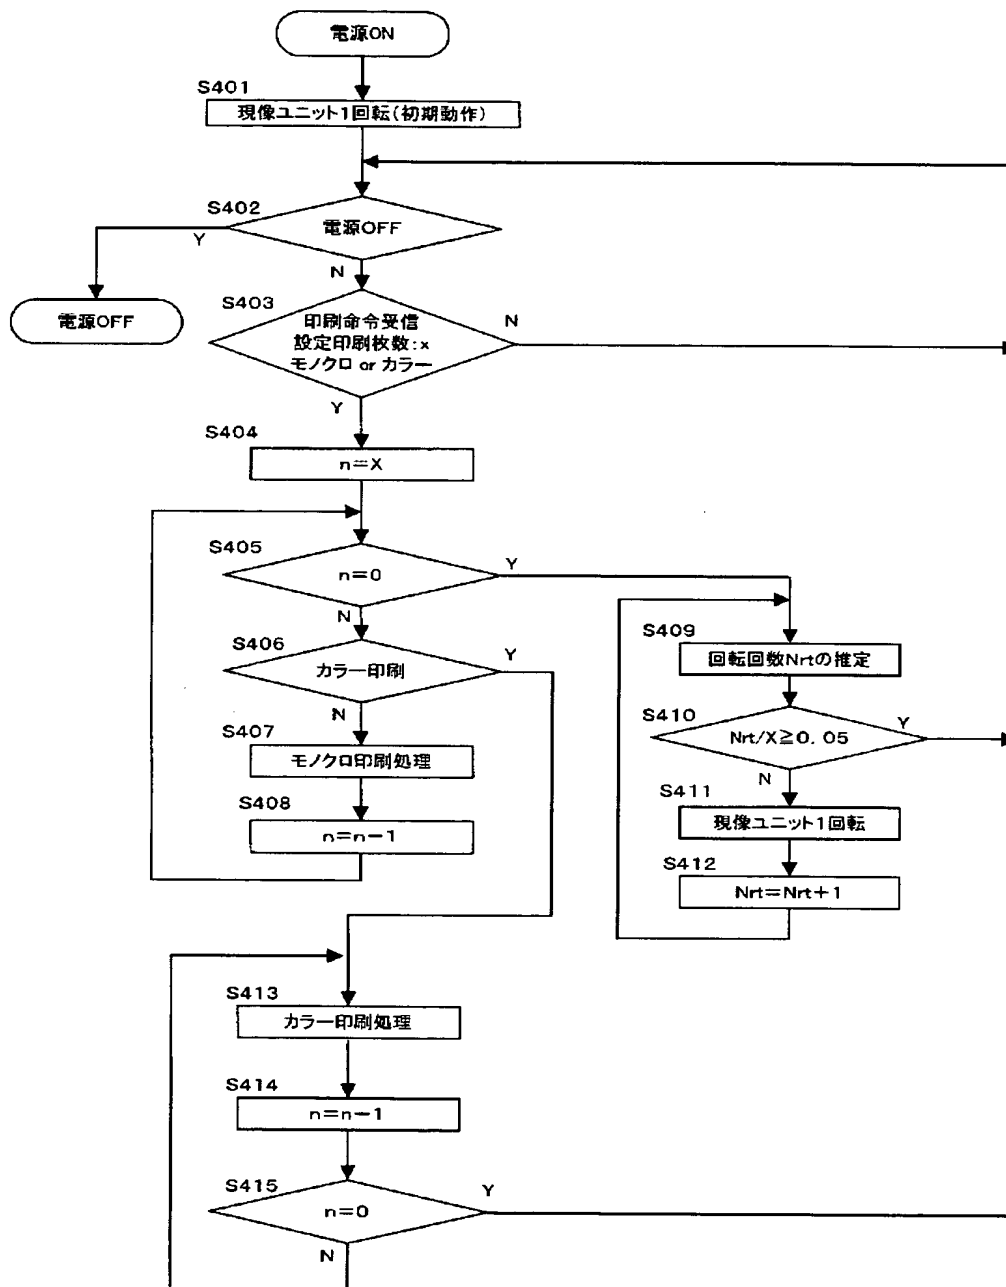 電源ON
S401
現像ユニット1回転(初期動作)
S402
電源OFF
Y
N
電源OFF
S403
印刷命令受信
設定印刷枚数:x
モノクロ or カラー
N
Y
S404
n=X
S405
n=0
Y
N
S406
カラー印刷
Y
N
S407
モノクロ印刷処理
S408
n=n-1
S409
回転回数Nrtの推定
S410
Nrt/X≧0.05
Y
N
S411
現像ユニット1回転
S412
Nrt=Nrt+1
S413
カラー印刷処理
S414
n=n-1
S415
n=0
Y
N